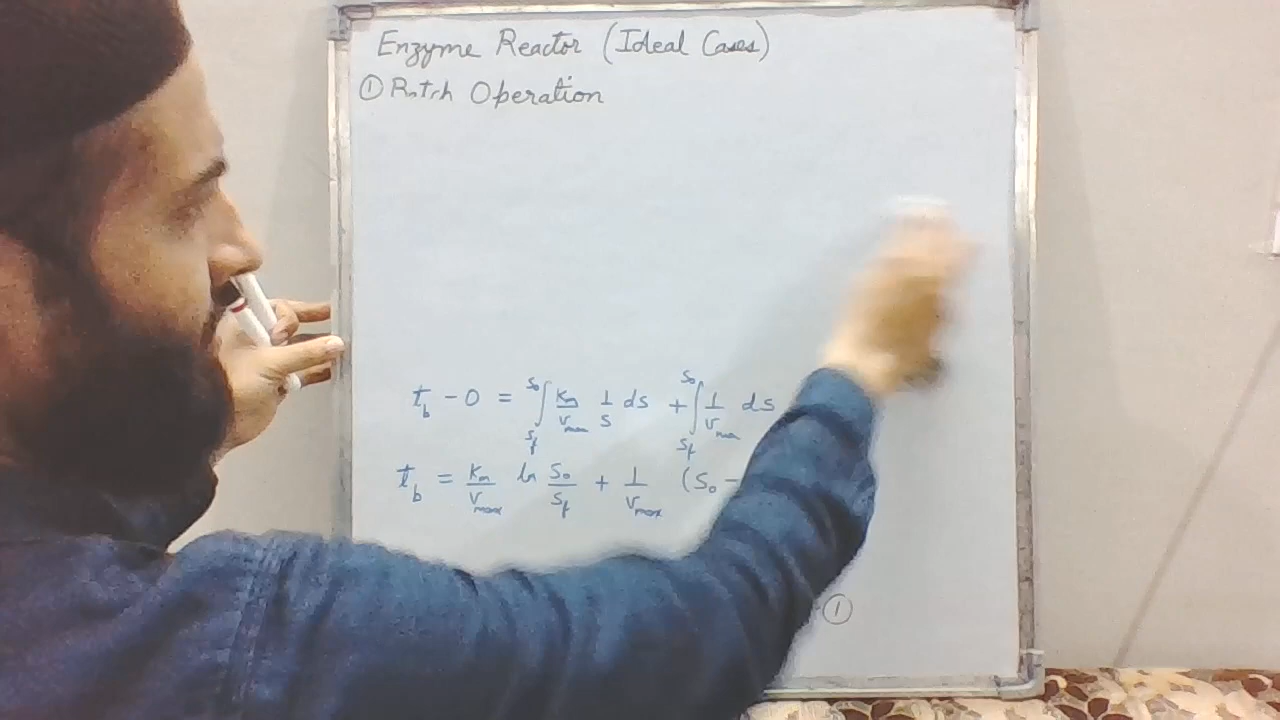 Enzyme Reactor (Ideal Cases)
① Batch Operation
t_b - 0 = ∫_{S_f}^{S_0} K_m/V_max 1/S ds + ∫_{S_f}^{S_0} 1/V_max ds
t_b = K_m/V_max ln S_0/S_f + 1/V_max (S_0 -
①